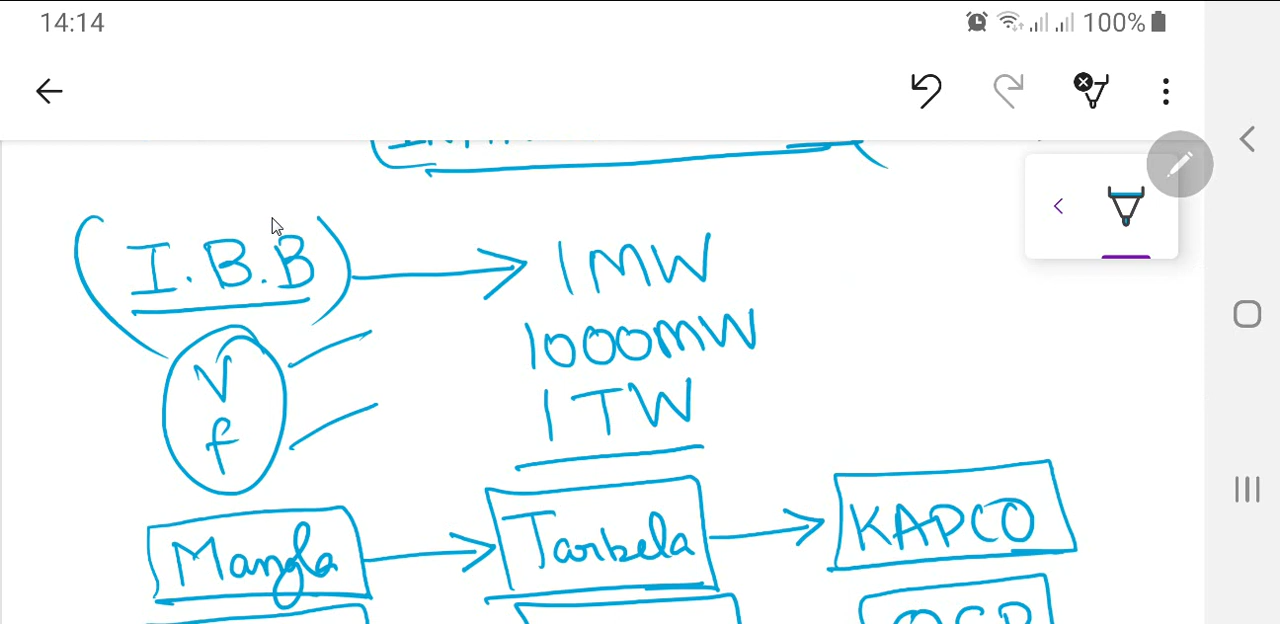 14:14 100%
I.B.B 1MW
V 1000MW
f 1TW
Mangla Tarbela KAPCO